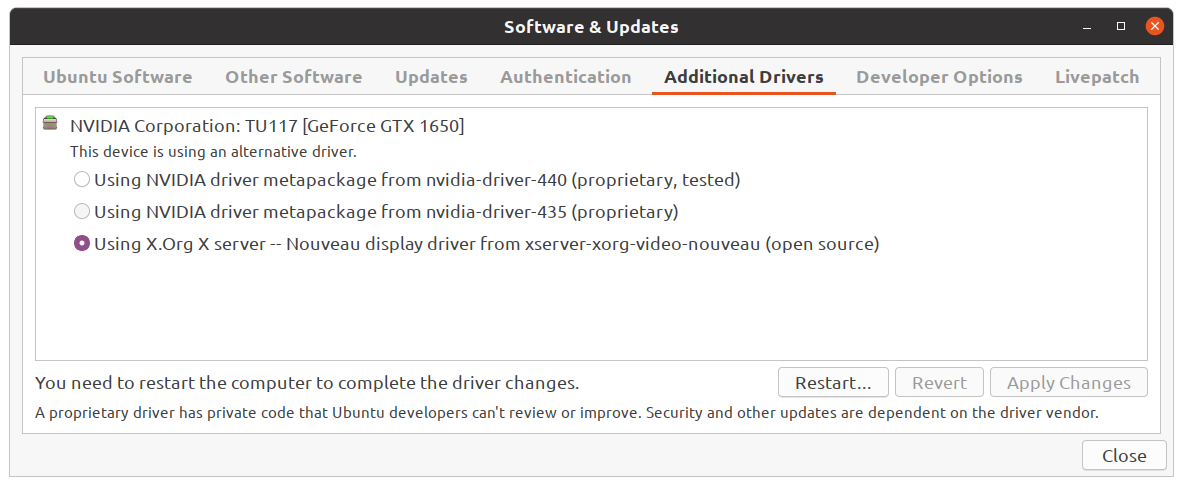 Software & Updates
Ubuntu Software Other Software Updates Authentication Additional Drivers Developer Options Livepatch
NVIDIA Corporation: TU117 [GeForce GTX 1650]
This device is using an alternative driver.
Using NVIDIA driver metapackage from nvidia-driver-440 (proprietary, tested)
Using NVIDIA driver metapackage from nvidia-driver-435 (proprietary)
Using X.Org X server -- Nouveau display driver from xserver-xorg-video-nouveau (open source)
You need to restart the computer to complete the driver changes. Restart... Revert Apply Changes
A proprietary driver has private code that Ubuntu developers can't review or improve. Security and other updates are dependent on the driver vendor.
Close